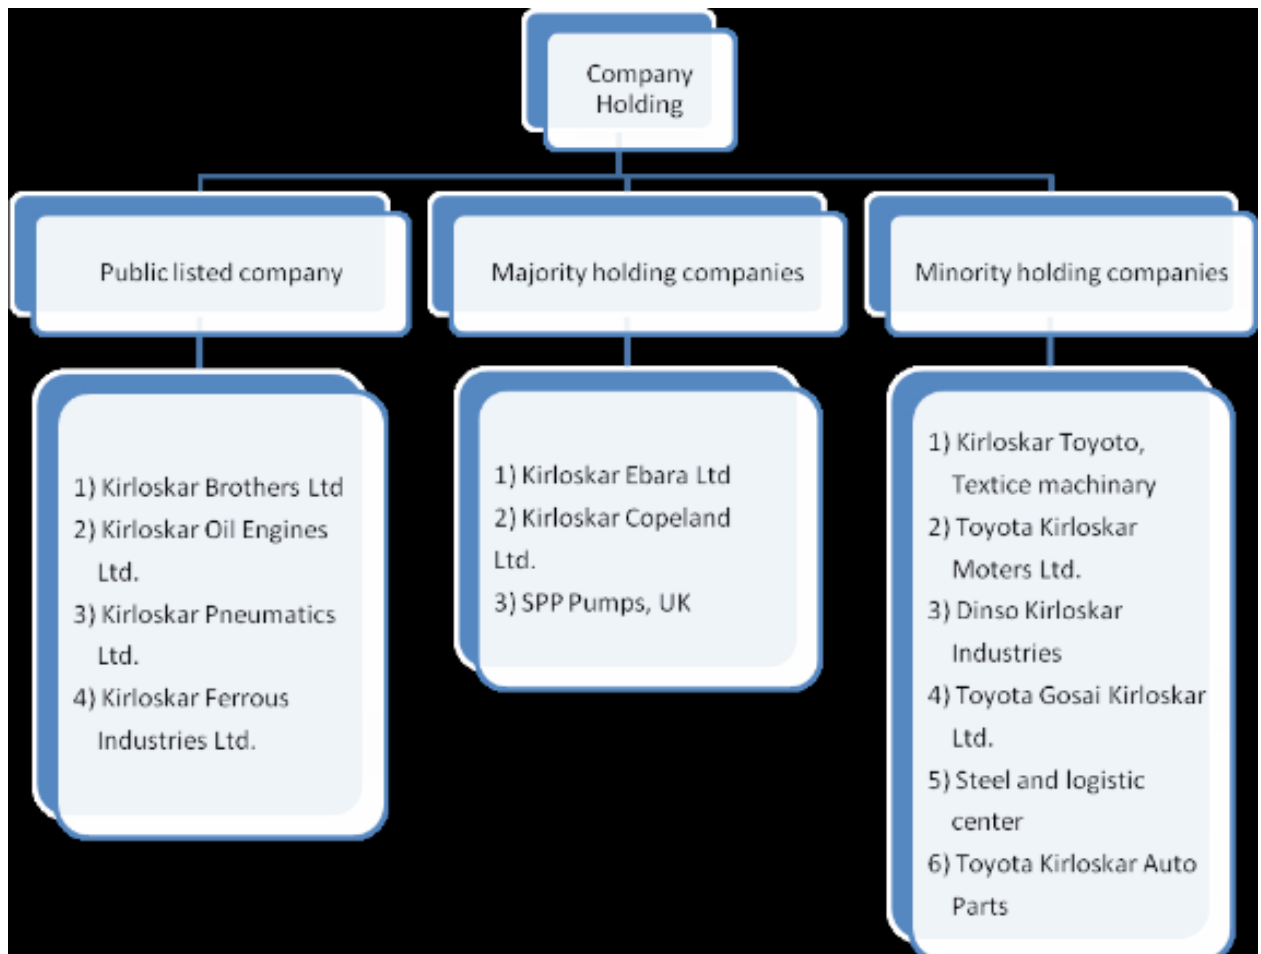 Company
Holding
Public listed company
Majority holding companies
Minority holding companies
1) Kirloskar Brothers Ltd
2) Kirloskar Oil Engines
Ltd.
3) Kirloskar Pneumatics
Ltd.
4) Kirloskar Ferrous
Industries Ltd.
1) Kirloskar Ebara Ltd
2) Kirloskar Copeland
Ltd.
3) SPP Pumps, UK
1) Kirloskar Toyoto,
Textice machinary
2) Toyota Kirloskar
Moters Ltd.
3) Dinso Kirloskar
Industries
4) Toyota Gosai Kirloskar
Ltd.
5) Steel and logistic
center
6) Toyota Kirloskar Auto
Parts